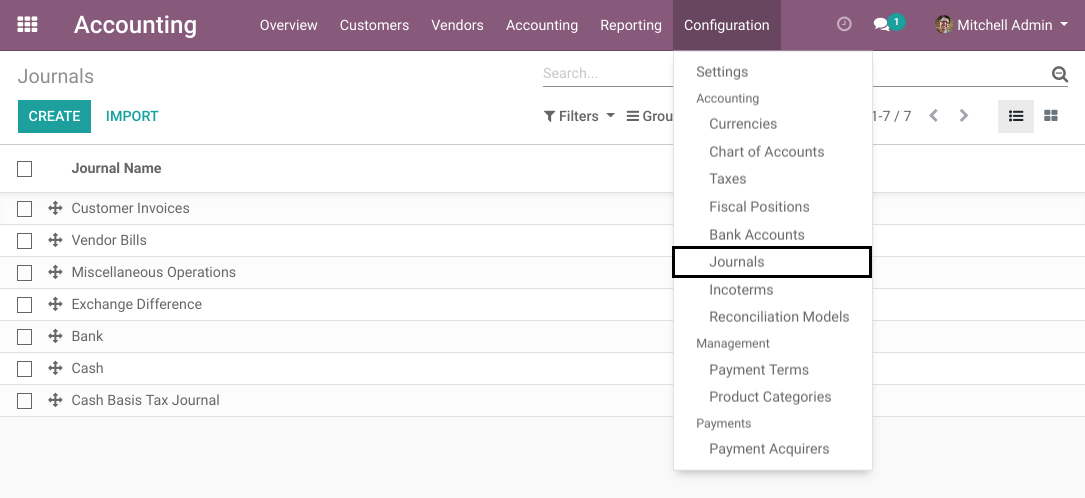 Accounting
Overview
Customers
Vendors
Accounting
Reporting
Configuration
1
Mitchell Admin
Journals
Search...
CREATE
IMPORT
Filters
Grou
1-7 / 7
Journal Name
Customer Invoices
Vendor Bills
Miscellaneous Operations
Exchange Difference
Bank
Cash
Cash Basis Tax Journal
Settings
Accounting
Currencies
Chart of Accounts
Taxes
Fiscal Positions
Bank Accounts
Journals
Incoterms
Reconciliation Models
Management
Payment Terms
Product Categories
Payments
Payment Acquirers